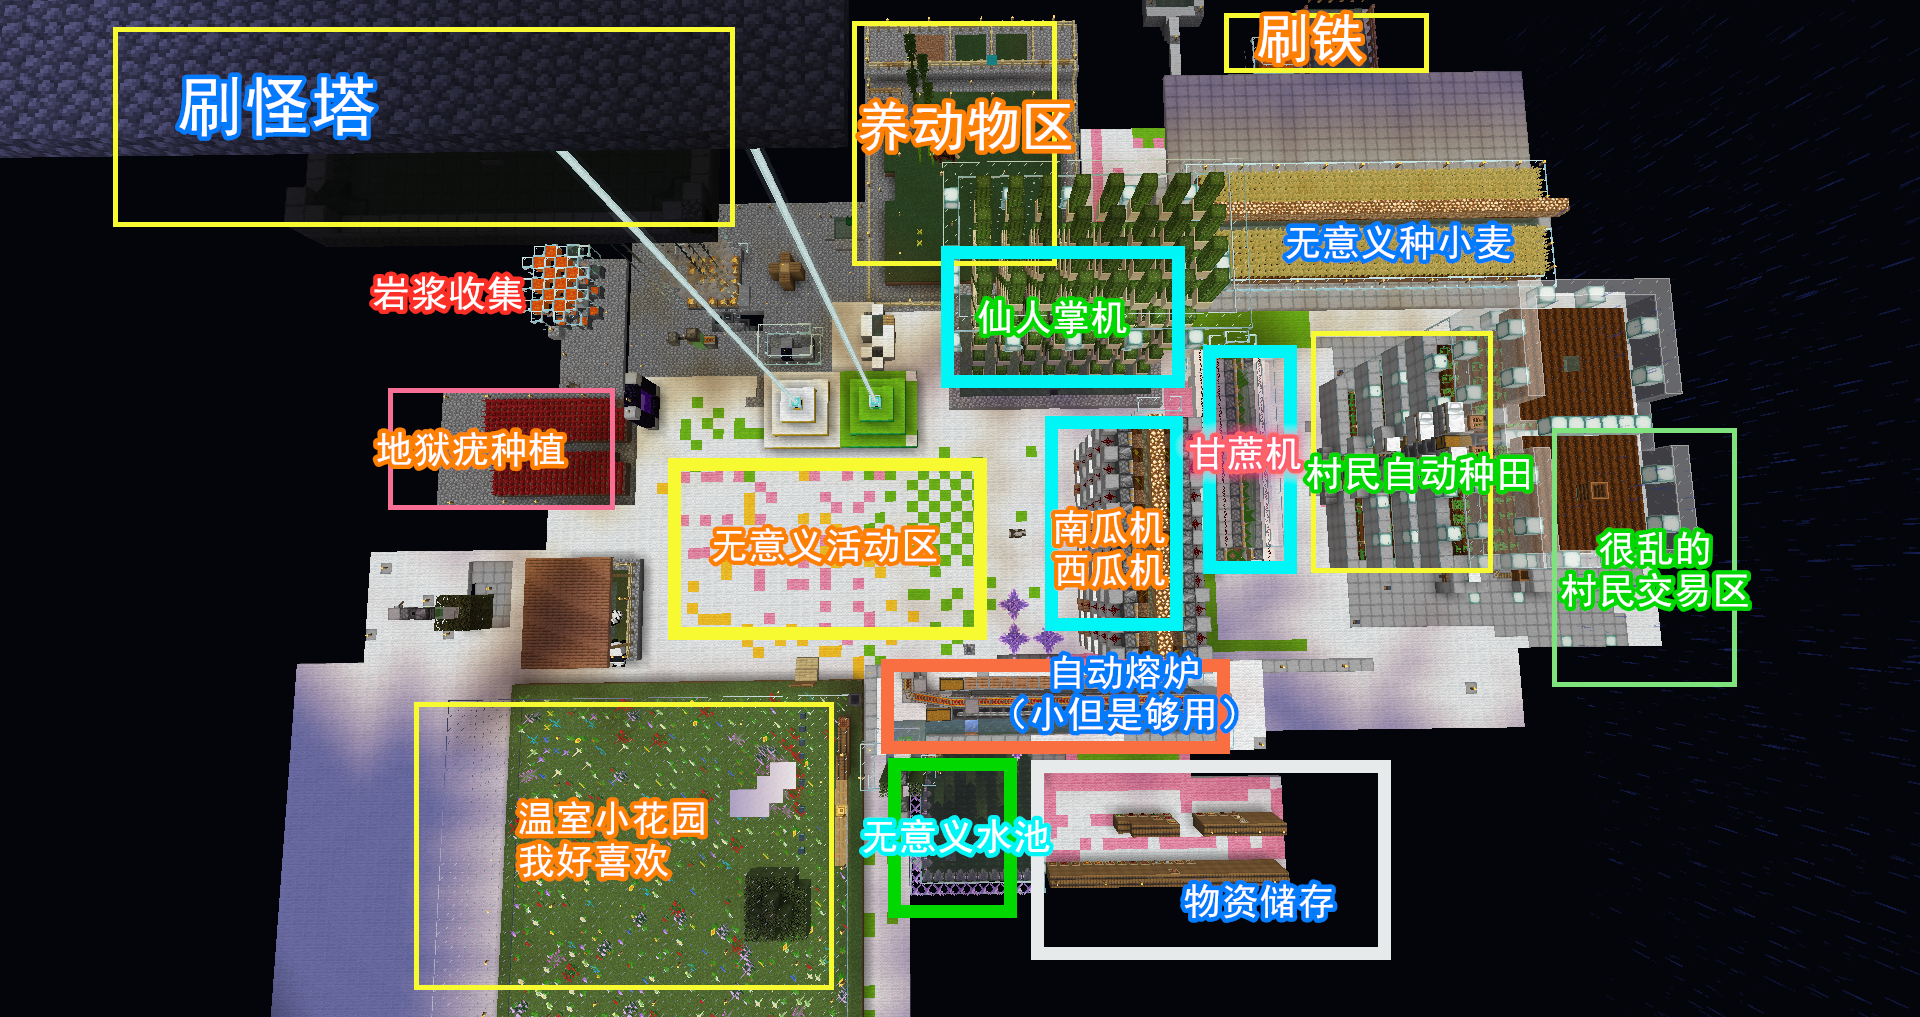 刷铁
刷怪塔
养动物区
无意义种小麦
岩浆收集
仙人掌机
地狱疣种植
甘蔗机
村民自动种田
无意义活动区
南瓜机
西瓜机
很乱的
村民交易区
自动熔炉
（小但是够用）
温室小花园
我好喜欢
无意义水池
物资储存